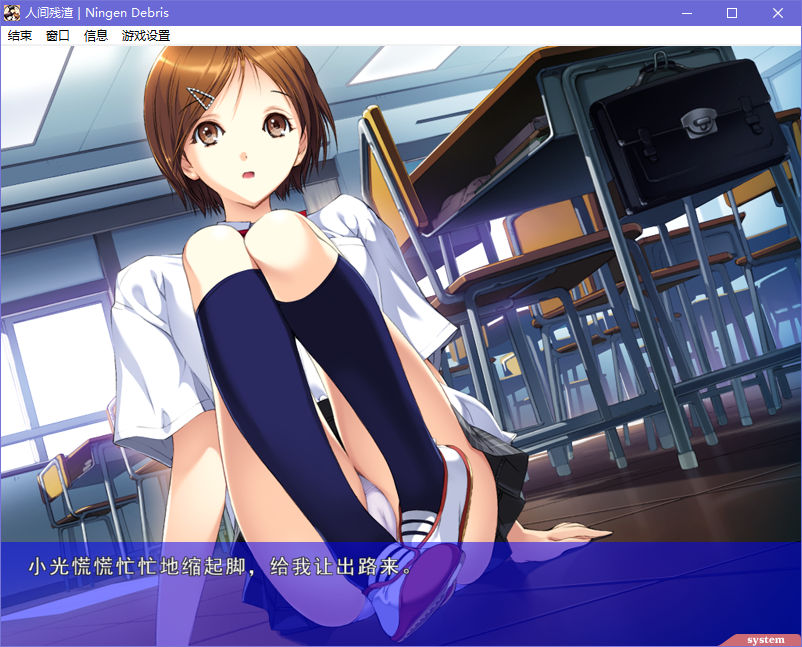 人间残渣 | Ningen Debris
结束 窗口 信息 游戏设置
小光慌慌忙忙地缩起脚，给我让出路来。
system